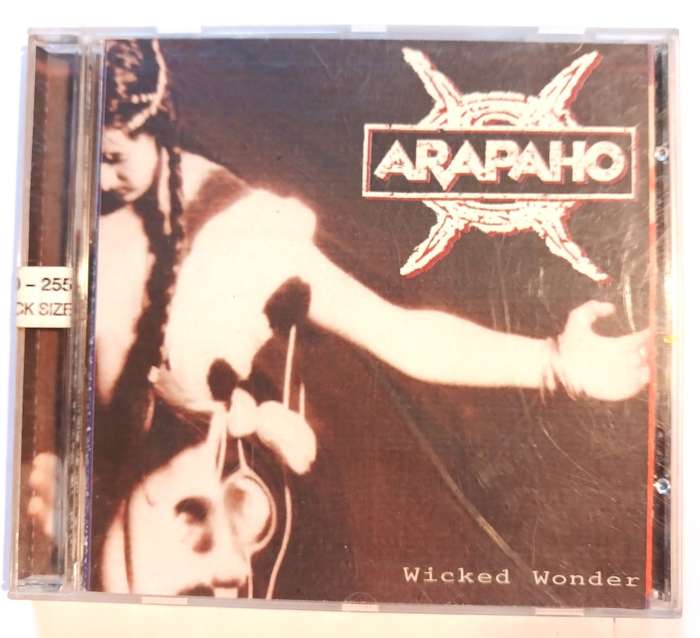 ARAPAHO
– 255
CK SIZE
Wicked Wonder